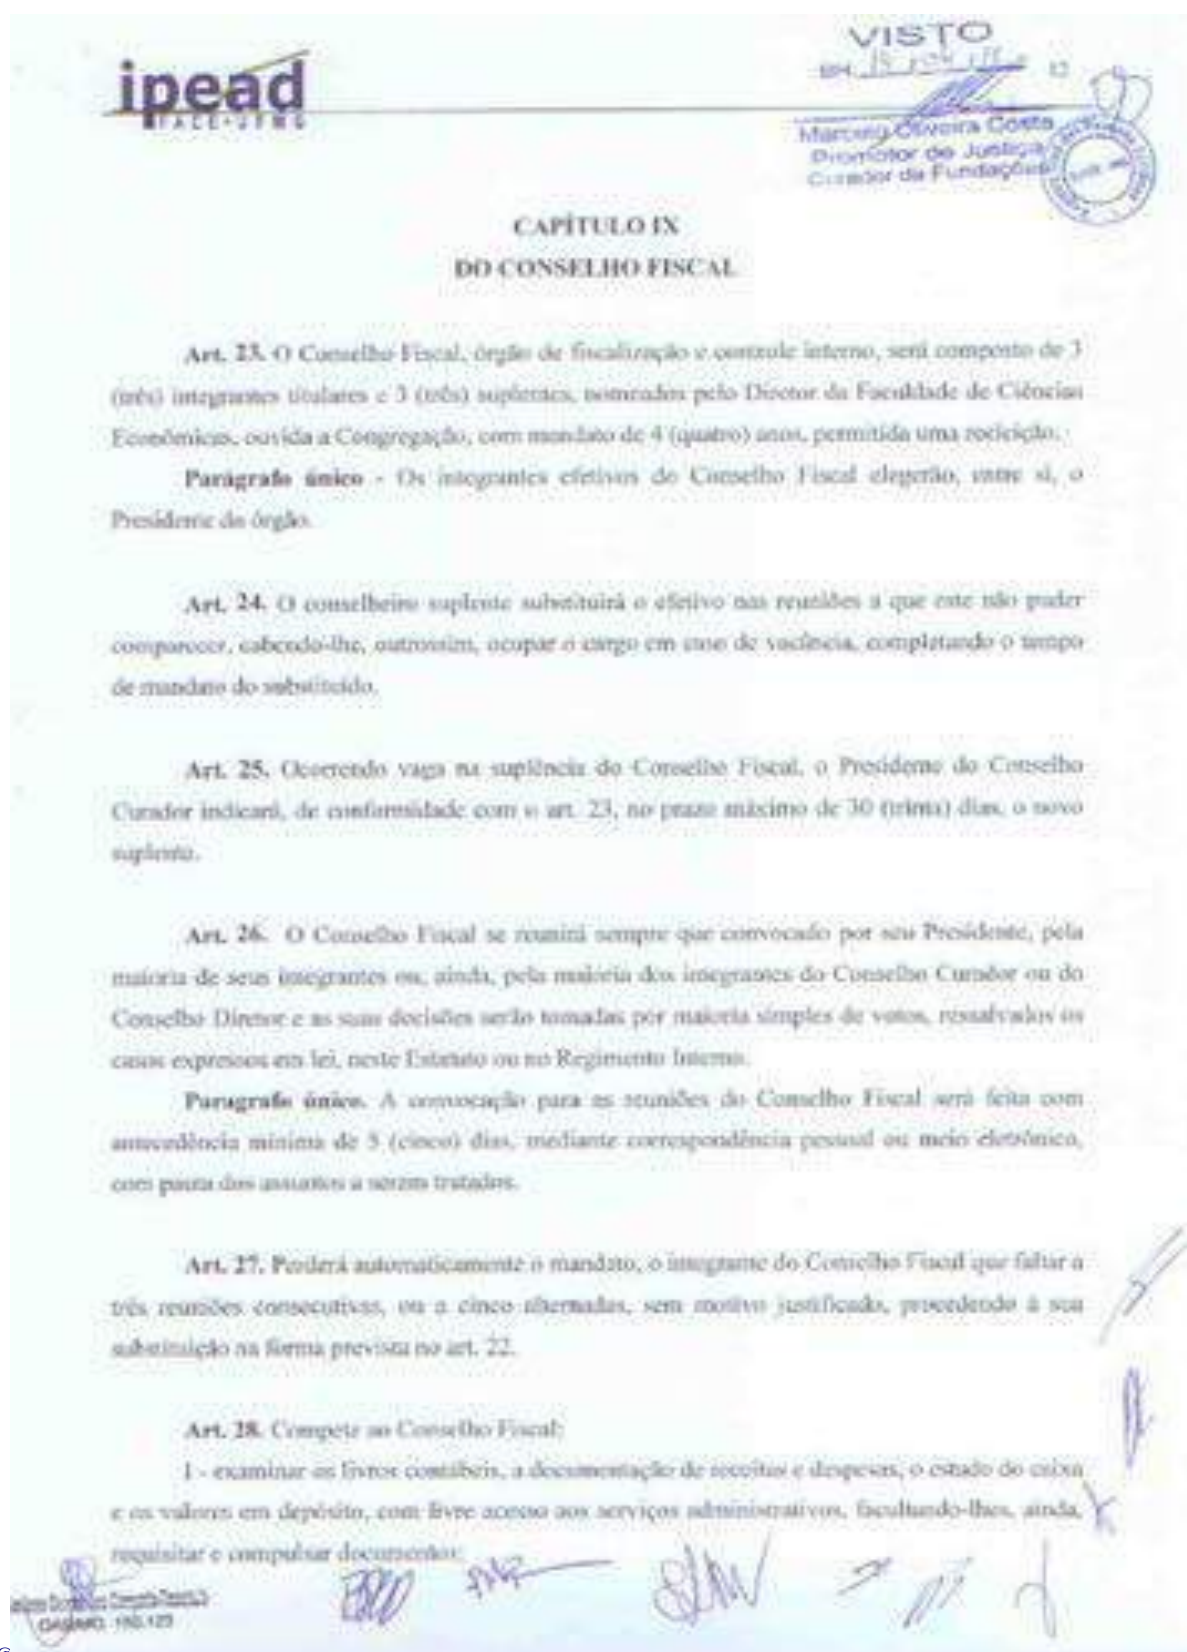 VISTO
ipead
FACE-UFMG
Marcelo Oliveira Costa
Promotor de Justiça
Curador de Fundações
CAPÍTULO IX
DO CONSELHO FISCAL
Art. 23. O Conselho Fiscal, órgão de fiscalização e controle interno, será composto de 3
(três) integrantes titulares e 3 (três) suplentes, nomeados pelo Diretor da Faculdade de Ciências
Econômicas, ouvida a Congregação, com mandato de 4 (quatro) anos, permitida uma reeleição.
Parágrafo único - Os integrantes efetivos do Conselho Fiscal elegerão, entre si, o
Presidente do órgão.
Art. 24. O conselheiro suplente substituirá o efetivo nas reuniões a que este não puder
comparecer, cabendo-lhe, outrossim, ocupar o cargo em caso de vacância, completando o tempo
de mandato do substituído.
Art. 25. Ocorrendo vaga na suplência do Conselho Fiscal, o Presidente do Conselho
Curador indicará, de conformidade com o art. 23, no prazo máximo de 30 (trinta) dias, o novo
suplente.
Art. 26. O Conselho Fiscal se reunirá sempre que convocado por seu Presidente, pela
maioria de seus integrantes ou, ainda, pela maioria dos integrantes do Conselho Curador ou do
Conselho Diretor e as suas decisões serão tomadas por maioria simples de votos, ressalvados os
casos expressos em lei, neste Estatuto ou no Regimento Interno.
Paragrafo único. A convocação para as reuniões do Conselho Fiscal será feita com
antecedência mínima de 5 (cinco) dias, mediante correspondência pessoal ou meio eletrônico,
com pauta dos assuntos a serem tratados.
Art. 27. Perderá automaticamente o mandato, o integrante do Conselho Fiscal que faltar a
três reuniões consecutivas, ou a cinco alternadas, sem motivo justificado, procedendo à sua
substituição na forma prevista no art. 22.
Art. 28. Compete ao Conselho Fiscal:
I - examinar os livros contábeis, a documentação de receitas e despesas, o estado do caixa
e os valores em depósito, com livre acesso aos serviços administrativos, facultando-lhes, ainda,
requisitar e compulsar documentos;